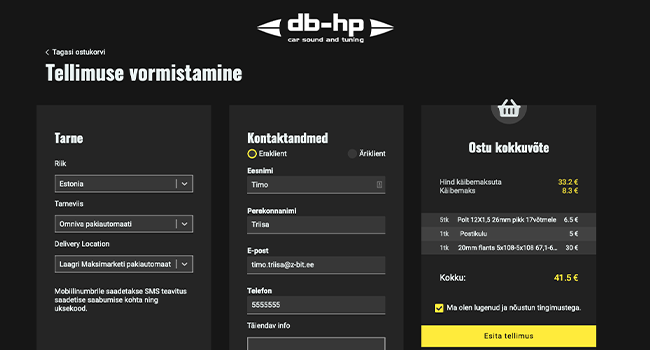 db-hp
car sound and tuning
Tagasi ostukorvi
Tellimuse vormistamine
Tarne
Riik
Estonia
Tarneviis
Omniva pakiautomaati
Delivery Location
Laagri Maksimarketi pakiautomaat
Mobiilinumbrile saadetakse SMS teavitus
saadetise saabumise kohta ning
uksekood.
Kontaktandmed
Eraklient
Äriklient
Eesnimi
Timo
Perekonnanimi
Triisa
E-post
timo.triisa@z-bit.ee
Telefon
5555555
Täiendav info
Ostu kokkuvõte
Hind käibemaksuta 33.2 €
Käibemaks 8.3 €
5tk Polt 12X1,5 26mm pikk 17võtmele 6.5 €
1tk Postikulu 5 €
1tk 20mm flants 5x108-5x108 67,1-6... 30 €
Kokku: 41.5 €
Ma olen lugenud ja nõustun tingimustega.
Esita tellimus